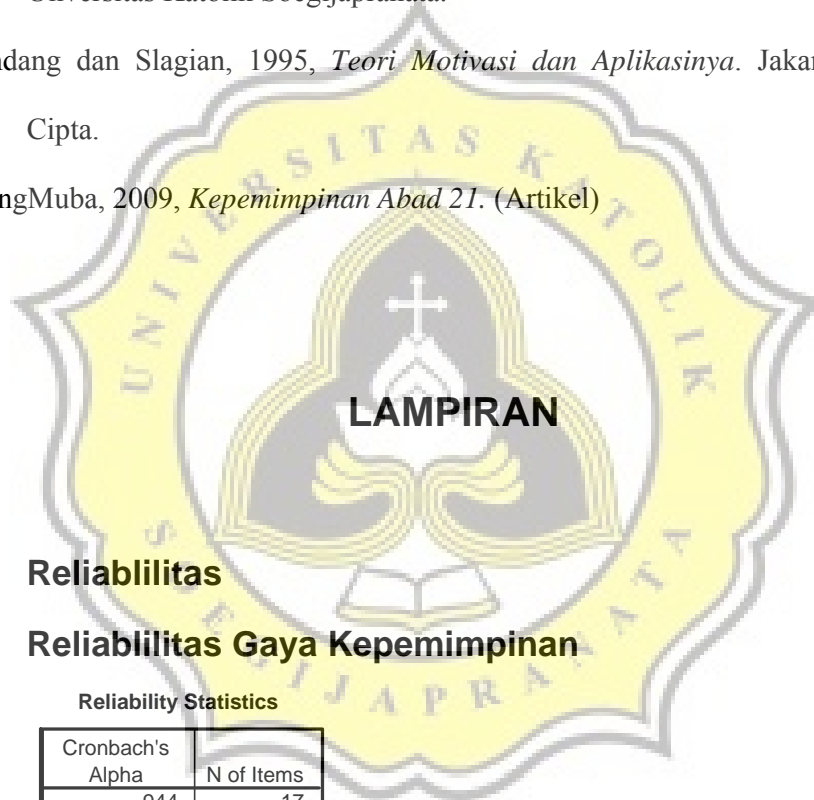 dang dan Slagian, 1995, Teori Motivasi dan Aplikasinya. Jakar
Cipta.
ngMuba, 2009, Kepemimpinan Abad 21. (Artikel)
UNIVERSITAS KATOLIK
SOEGIJAPRANATA
LAMPIRAN
Reliablilitas
Reliablilitas Gaya Kepemimpinan
Reliability Statistics
Cronbach's
Alpha N of Items